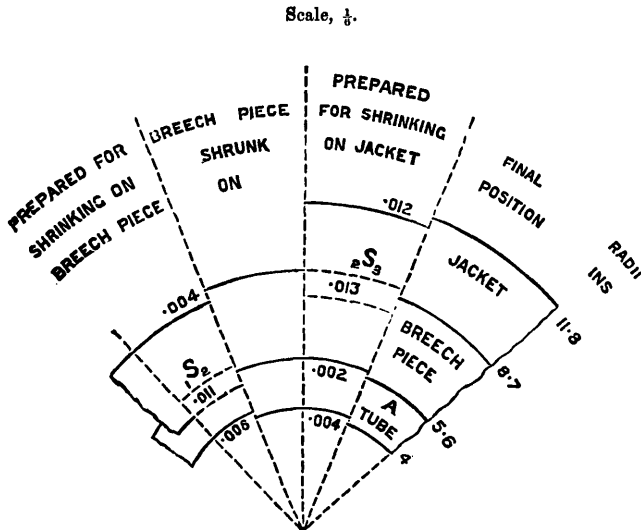 Scale, 1/6.
PREPARED FOR
SHRINKING ON
BREECH PIECE
BREECH PIECE
SHRUNK
ON
PREPARED
FOR SHRINKING
ON JACKET
FINAL
POSITION
RADII
INS
.012
JACKET
11.8
₂S₃
.013
.004
BREECH
PIECE
8.7
₁S₂
.011
.002
A
TUBE
5.6
.006
.004
4